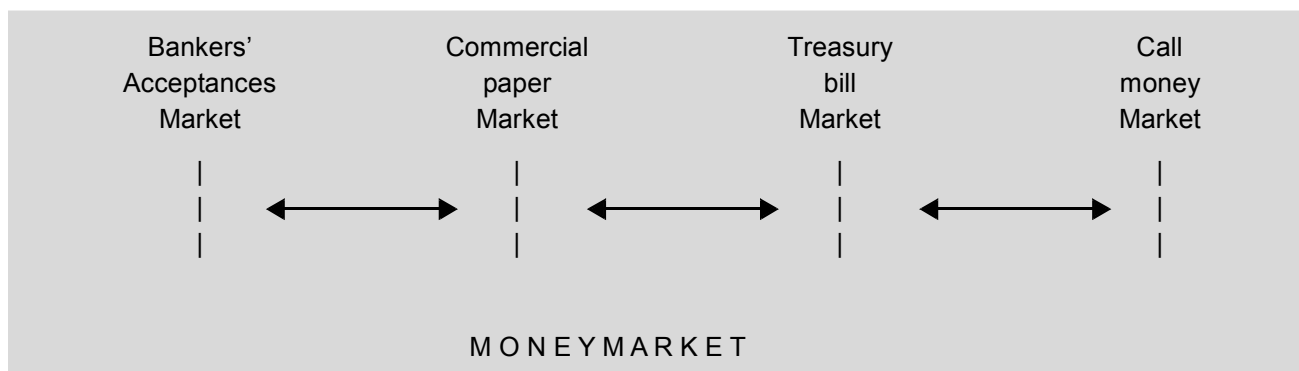 Bankers’
Acceptances
Market
Commercial
paper
Market
Treasury
bill
Market
Call
money
Market
M O N E Y M A R K E T